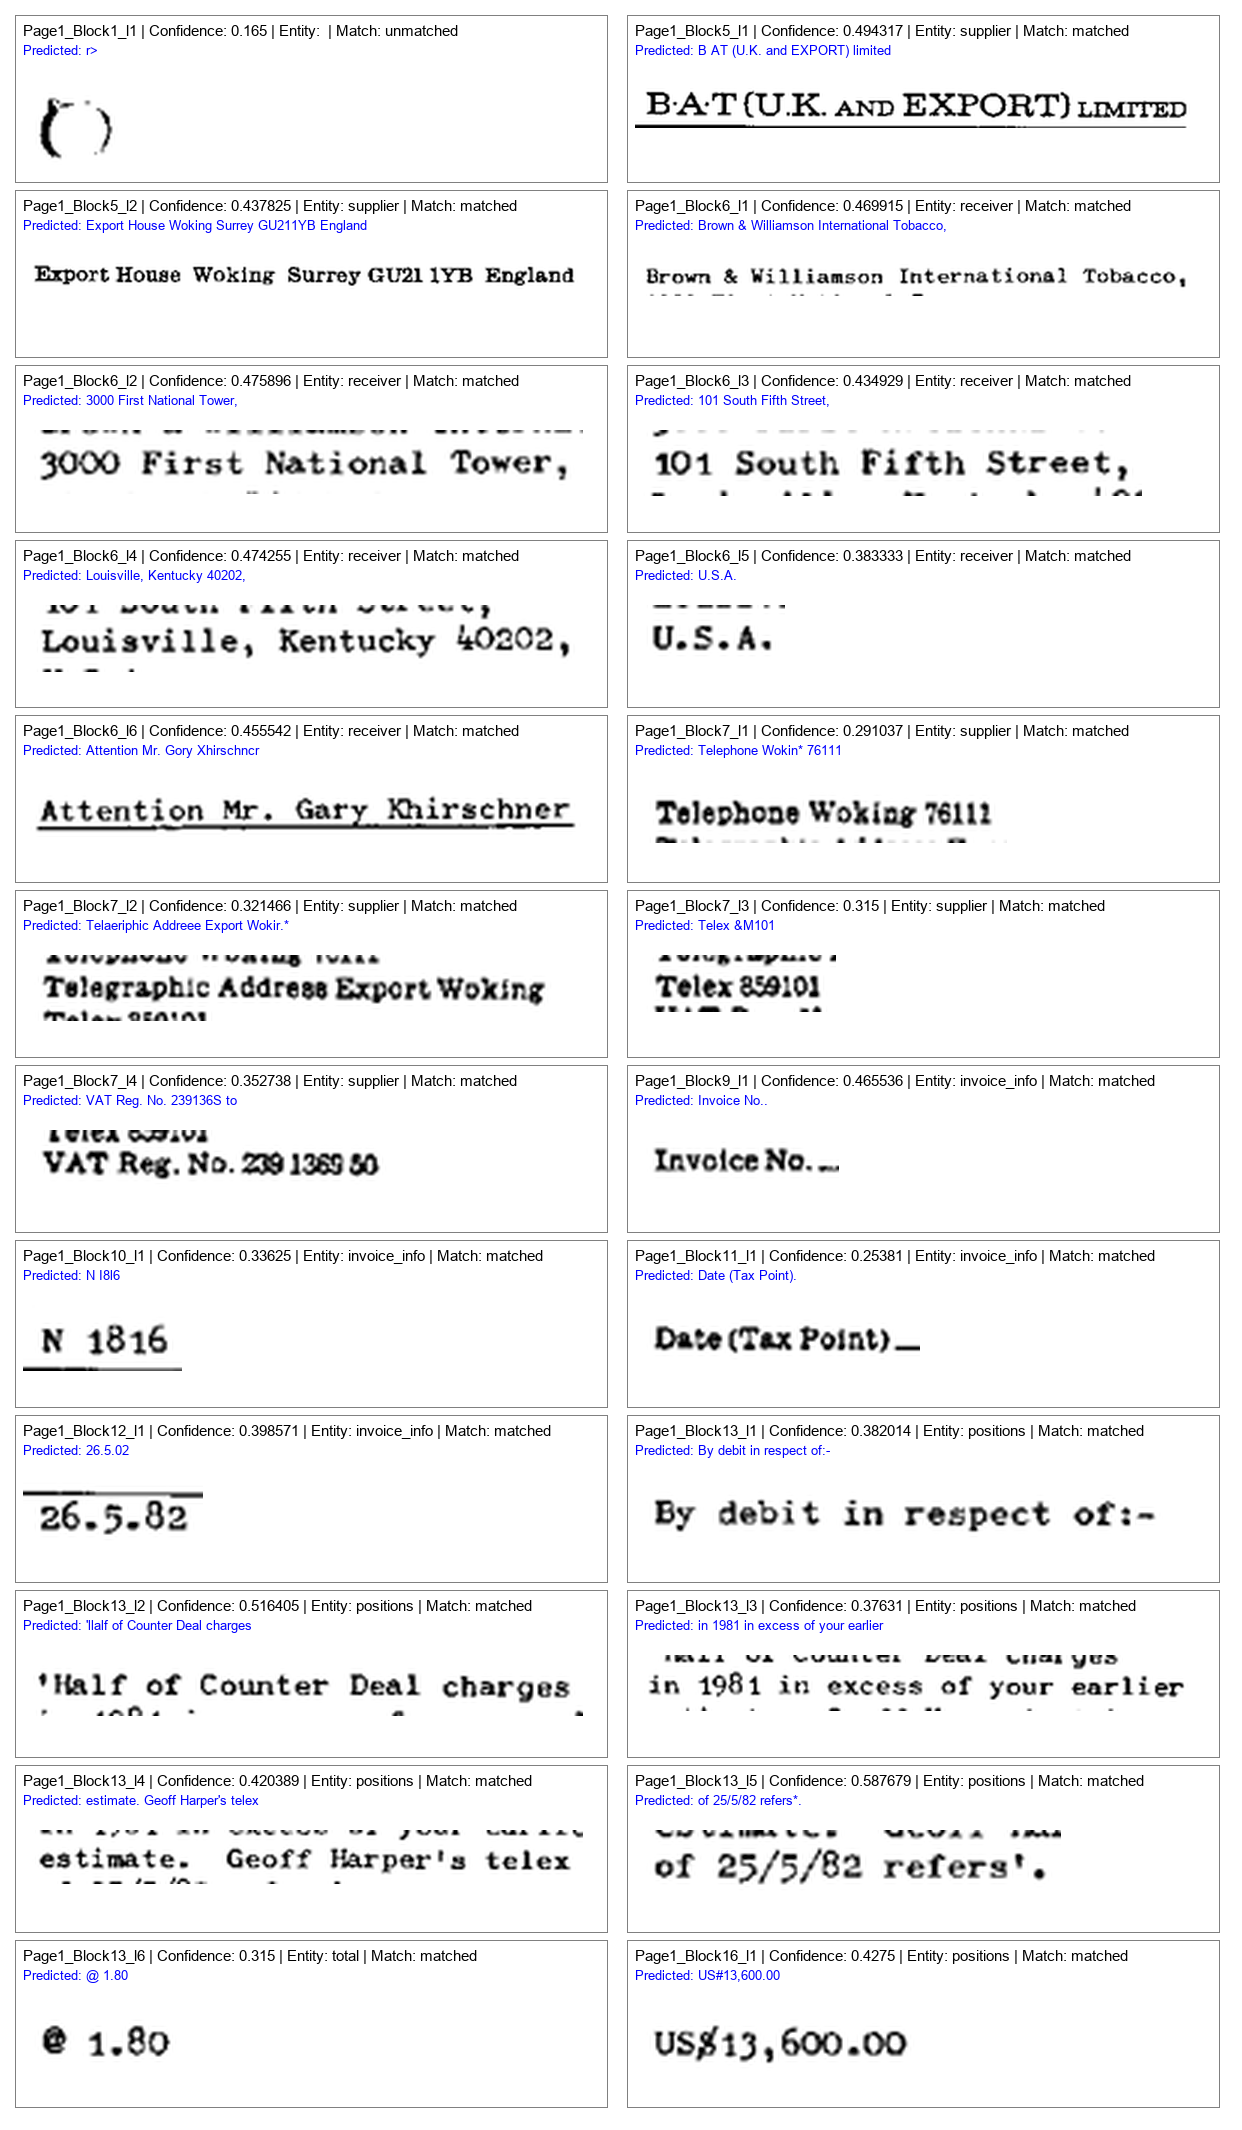 Page1_Block1_l1 | Confidence: 0.165 | Entity:  | Match: unmatched
Predicted: r>
( )
Page1_Block5_l1 | Confidence: 0.494317 | Entity: supplier | Match: matched
Predicted: B AT (U.K. and EXPORT) limited
B·A·T (U.K. AND EXPORT) LIMITED
Page1_Block5_l2 | Confidence: 0.437825 | Entity: supplier | Match: matched
Predicted: Export House Woking Surrey GU211YB England
Export House Woking Surrey GU21 1YB England
Page1_Block6_l1 | Confidence: 0.469915 | Entity: receiver | Match: matched
Predicted: Brown & Williamson International Tobacco,
Brown & Williamson International Tobacco,
Page1_Block6_l2 | Confidence: 0.475896 | Entity: receiver | Match: matched
Predicted: 3000 First National Tower,
3000 First National Tower,
Page1_Block6_l3 | Confidence: 0.434929 | Entity: receiver | Match: matched
Predicted: 101 South Fifth Street,
101 South Fifth Street,
Page1_Block6_l4 | Confidence: 0.474255 | Entity: receiver | Match: matched
Predicted: Louisville, Kentucky 40202,
Louisville, Kentucky 40202,
Page1_Block6_l5 | Confidence: 0.383333 | Entity: receiver | Match: matched
Predicted: U.S.A.
U.S.A.
Page1_Block6_l6 | Confidence: 0.455542 | Entity: receiver | Match: matched
Predicted: Attention Mr. Gory Xhirschncr
Attention Mr. Gary Khirschner
Page1_Block7_l1 | Confidence: 0.291037 | Entity: supplier | Match: matched
Predicted: Telephone Wokin* 76111
Telephone Woking 76111
Page1_Block7_l2 | Confidence: 0.321466 | Entity: supplier | Match: matched
Predicted: Telaeriphic Addreee Export Wokir.*
Telegraphic Address Export Woking
Page1_Block7_l3 | Confidence: 0.315 | Entity: supplier | Match: matched
Predicted: Telex &M101
Telex 859101
Page1_Block7_l4 | Confidence: 0.352738 | Entity: supplier | Match: matched
Predicted: VAT Reg. No. 239136S to
VAT Reg. No. 239 1369 50
Page1_Block9_l1 | Confidence: 0.465536 | Entity: invoice_info | Match: matched
Predicted: Invoice No..
Invoice No. _
Page1_Block10_l1 | Confidence: 0.33625 | Entity: invoice_info | Match: matched
Predicted: N I8l6
N 1816
Page1_Block11_l1 | Confidence: 0.25381 | Entity: invoice_info | Match: matched
Predicted: Date (Tax Point).
Date (Tax Point) _
Page1_Block12_l1 | Confidence: 0.398571 | Entity: invoice_info | Match: matched
Predicted: 26.5.02
26.5.82
Page1_Block13_l1 | Confidence: 0.382014 | Entity: positions | Match: matched
Predicted: By debit in respect of:-
By debit in respect of:-
Page1_Block13_l2 | Confidence: 0.516405 | Entity: positions | Match: matched
Predicted: 'llalf of Counter Deal charges
'Half of Counter Deal charges
Page1_Block13_l3 | Confidence: 0.37631 | Entity: positions | Match: matched
Predicted: in 1981 in excess of your earlier
in 1981 in excess of your earlier
Page1_Block13_l4 | Confidence: 0.420389 | Entity: positions | Match: matched
Predicted: estimate. Geoff Harper's telex
estimate. Geoff Harper's telex
Page1_Block13_l5 | Confidence: 0.587679 | Entity: positions | Match: matched
Predicted: of 25/5/82 refers*.
of 25/5/82 refers'.
Page1_Block13_l6 | Confidence: 0.315 | Entity: total | Match: matched
Predicted: @ 1.80
@ 1.80
Page1_Block16_l1 | Confidence: 0.4275 | Entity: positions | Match: matched
Predicted: US#13,600.00
US$13,600.00